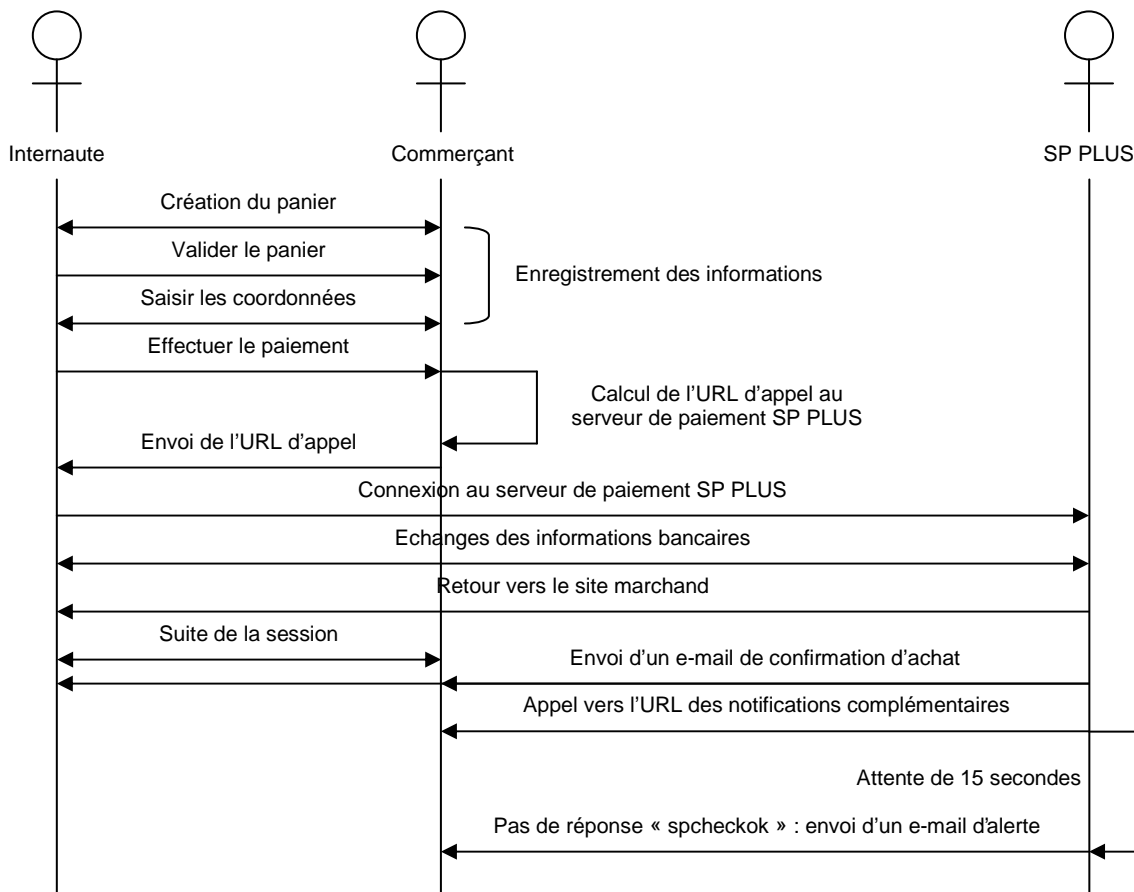 Internaute
Commerçant
SP PLUS
Création du panier
Valider le panier
Enregistrement des informations
Saisir les coordonnées
Effectuer le paiement
Calcul de l'URL d'appel au
serveur de paiement SP PLUS
Envoi de l'URL d'appel
Connexion au serveur de paiement SP PLUS
Echanges des informations bancaires
Retour vers le site marchand
Suite de la session
Envoi d'un e-mail de confirmation d'achat
Appel vers l'URL des notifications complémentaires
Attente de 15 secondes
Pas de réponse « spcheckok » : envoi d'un e-mail d'alerte